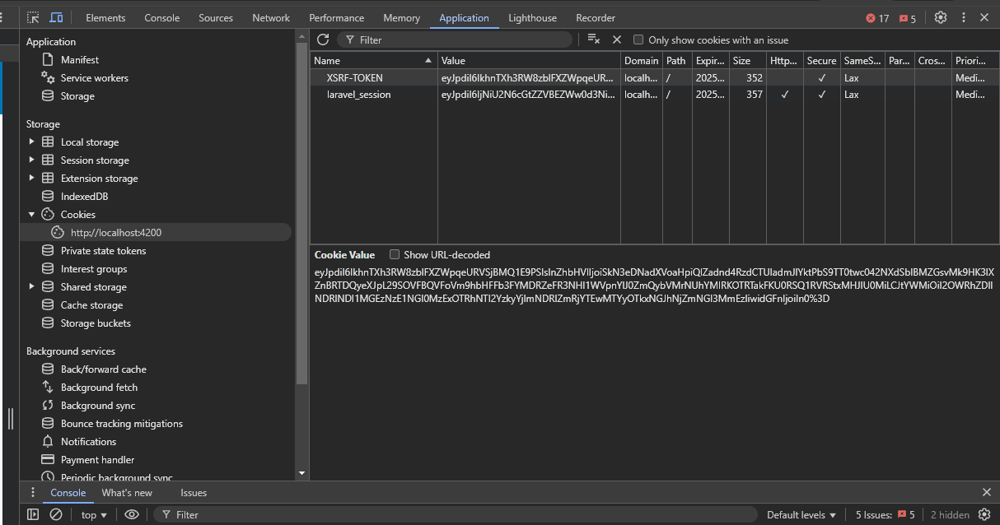 Elements Console Sources Network Performance Memory Application Lighthouse Recorder 17 5
Application
Manifest
Service workers
Storage
Storage
Local storage
Session storage
Extension storage
IndexedDB
Cookies
http://localhost:4200
Private state tokens
Interest groups
Shared storage
Cache storage
Storage buckets
Background services
Back/forward cache
Background fetch
Background sync
Bounce tracking mitigations
Notifications
Payment handler
Periodic background sync
Filter Only show cookies with an issue
Name Value Domain Path Expir... Size Http... Secure SameS... Par... Cros... Priori...
XSRF-TOKEN localh... / 2025... 352 ✓ Lax Medi...
laravel_session localh... / 2025... 357 ✓ ✓ Lax Medi...
Cookie Value Show URL-decoded
Console What's new Issues
top Filter Default levels 5 Issues: 5 2 hidden